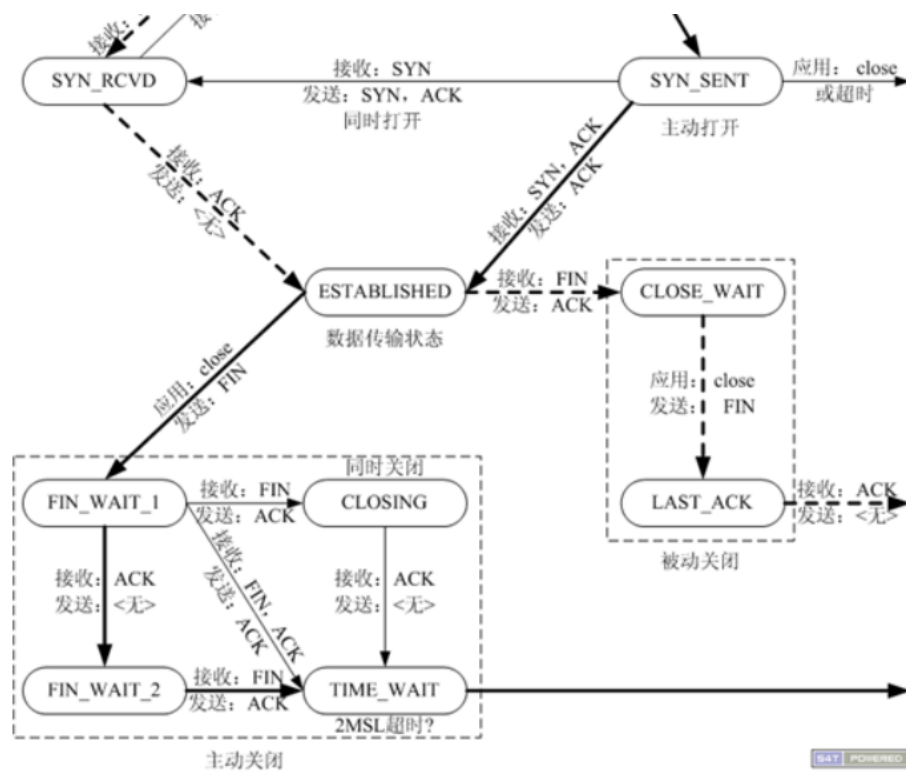 接收:
接
SYN_RCVD
接收: SYN
发送: SYN, ACK
同时打开
SYN_SENT
主动打开
应用: close
或超时
接收: ACK
发送: <无>
接收: SYN, ACK
发送: ACK
ESTABLISHED
数据传输状态
接收: FIN
发送: ACK
CLOSE_WAIT
应用: close
发送: FIN
应用: close
发送: FIN
同时关闭
FIN_WAIT_1
接收: FIN
发送: ACK
CLOSING
LAST_ACK
接收: ACK
发送: <无>
被动关闭
接收: ACK
发送: <无>
接收: FIN, ACK
发送: ACK
接收: ACK
发送: <无>
FIN_WAIT_2
接收: FIN
发送: ACK
TIME_WAIT
2MSL超时?
主动关闭
S4T POWERED